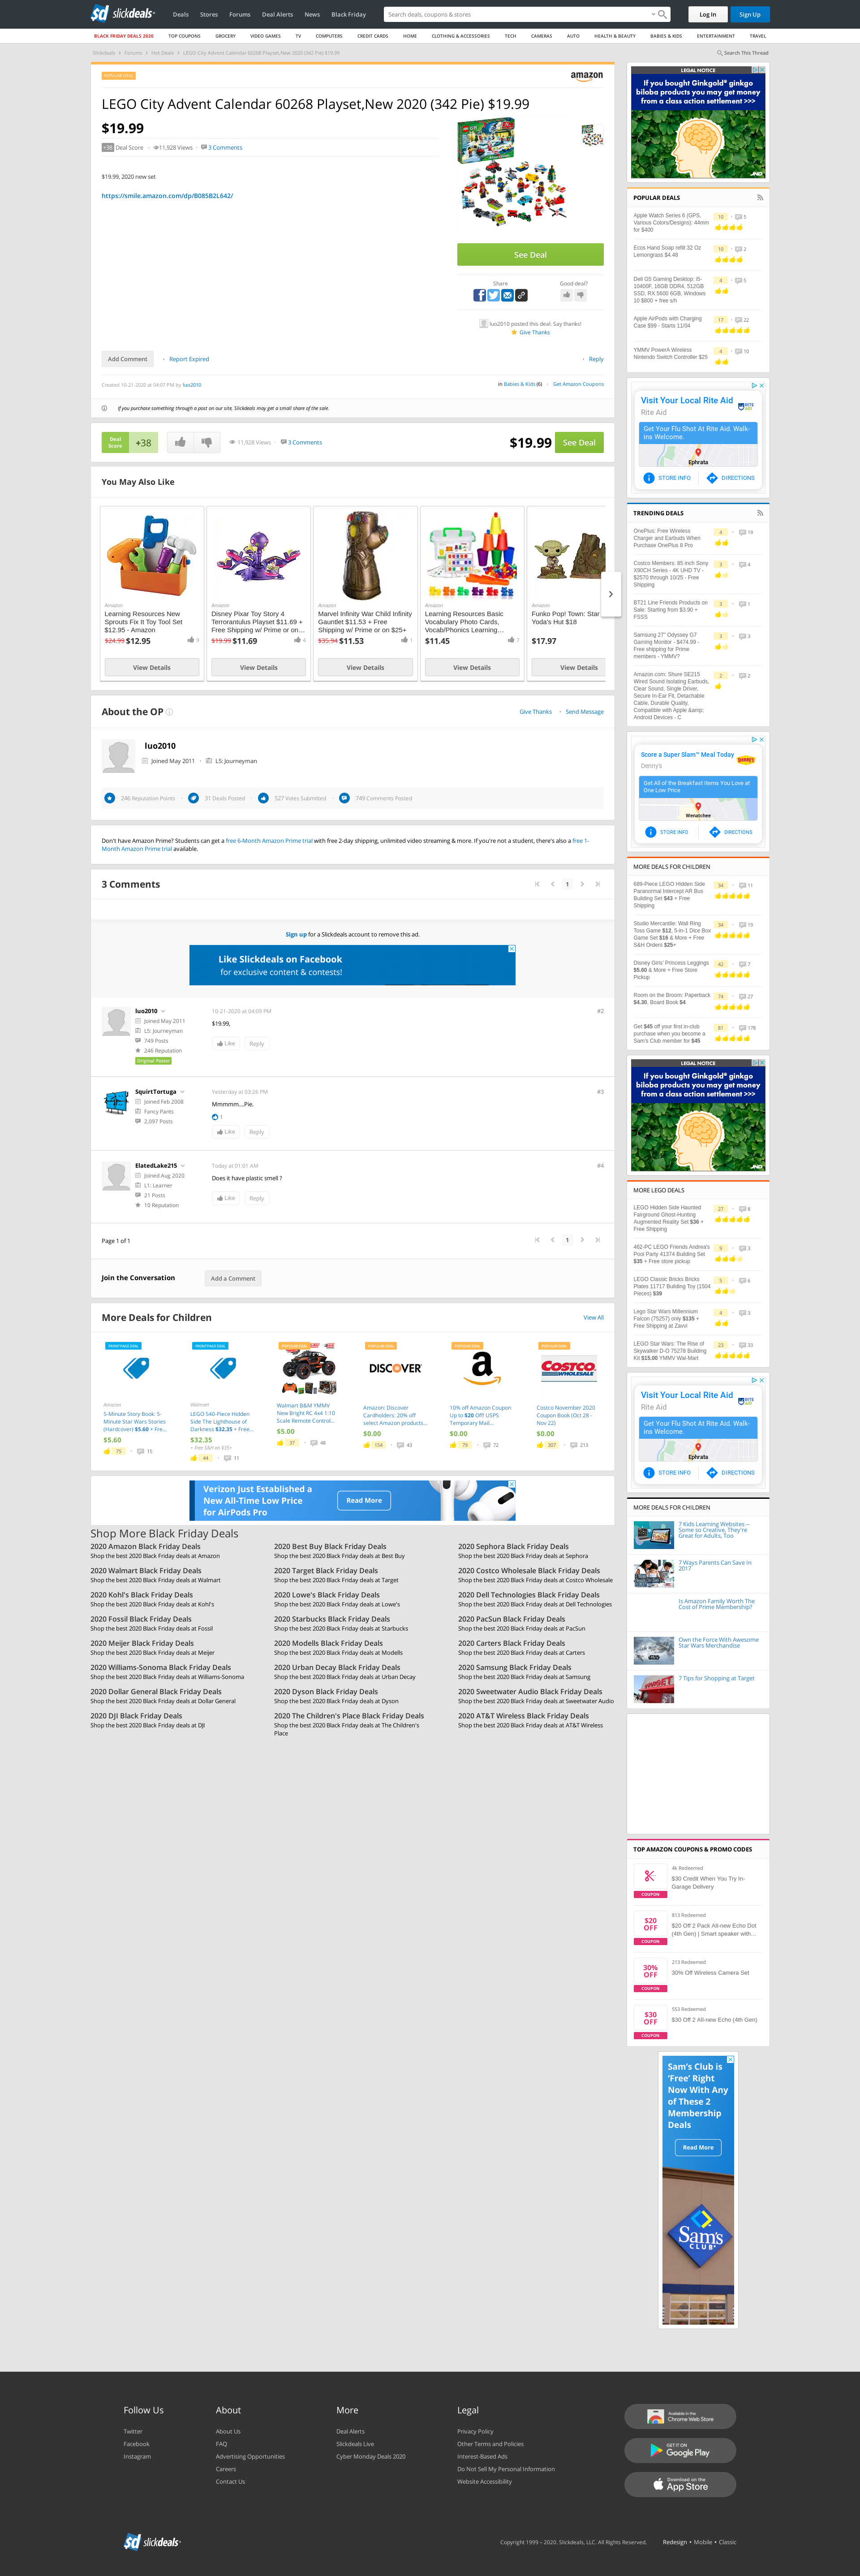 slickdeals
Deals Stores Forums Deal Alerts News Black Friday
Search deals, coupons & stores
Log In
Sign Up
BLACK FRIDAY DEALS 2020 TOP COUPONS GROCERY VIDEO GAMES TV COMPUTERS CREDIT CARDS HOME CLOTHING & ACCESSORIES TECH CAMERAS AUTO HEALTH & BEAUTY BABIES & KIDS ENTERTAINMENT TRAVEL
Slickdeals Forums Hot Deals LEGO City Advent Calendar 60268 Playset,New 2020 (342 Pie) $19.99
Search This Thread
POPULAR DEAL
amazon
LEGO City Advent Calendar 60268 Playset,New 2020 (342 Pie) $19.99
$19.99
+38 Deal Score 11,928 Views 3 Comments
$19.99, 2020 new set
https://smile.amazon.com/dp/B085B2L642/
See Deal
Share
Good deal?
luo2010 posted this deal. Say thanks!
Give Thanks
Add Comment
Report Expired
Reply
Created 10-21-2020 at 04:07 PM by luo2010
in Babies & Kids (6)
Get Amazon Coupons
If you purchase something through a post on our site, Slickdeals may get a small share of the sale.
Deal Score +38
11,928 Views 3 Comments
$19.99 See Deal
You May Also Like
Amazon
Learning Resources New Sprouts Fix It Toy Tool Set $12.95 - Amazon
$24.99 $12.95 9
View Details
Amazon
Disney Pixar Toy Story 4 Terrorantulus Playset $11.69 + Free Shipping w/ Prime or on...
$19.99 $11.69 4
View Details
Amazon
Marvel Infinity War Child Infinity Gauntlet $11.53 + Free Shipping w/ Prime or on $25+
$35.94 $11.53 1
View Details
Amazon
Learning Resources Basic Vocabulary Photo Cards, Vocab/Phonics Learning...
$11.45 7
View Details
Amazon
Funko Pop! Town: Star
Yoda's Hut $18
$17.97
View Details
About the OP
Give Thanks Send Message
luo2010
Joined May 2011 L5: Journeyman
246 Reputation Points 31 Deals Posted 527 Votes Submitted 749 Comments Posted
Don't have Amazon Prime? Students can get a free 6-Month Amazon Prime trial with free 2-day shipping, unlimited video streaming & more. If you're not a student, there's also a free 1-
Month Amazon Prime trial available.
3 Comments
1
Sign up for a Slickdeals account to remove this ad.
Like Slickdeals on Facebook
for exclusive content & contests!
luo2010
Joined May 2011
L5: Journeyman
749 Posts
246 Reputation
Original Poster
10-21-2020 at 04:09 PM
#2
$19.99,
Like Reply
SquirtTortuga
Joined Feb 2008
Fancy Pants
2,097 Posts
Yesterday at 03:26 PM
#3
Mmmmm....Pie.
1
Like Reply
ElatedLake215
Joined Aug 2020
L1: Learner
21 Posts
19 Reputation
Today at 01:01 AM
#4
Does it have plastic smell ?
Like Reply
Page 1 of 1
1
Join the Conversation
Add a Comment
More Deals for Children
View All
FRONTPAGE DEAL
Amazon
5-Minute Story Book: 5-Minute Star Wars Stories (Hardcover) $5.60 + Fre...
$5.60
75 15
FRONTPAGE DEAL
Walmart
LEGO 540-Piece Hidden Side The Lighthouse of Darkness $32.35 + Free...
$32.35
+ Free S&H on $35+
44 11
POPULAR DEAL
Walmart B&M YMMV New Bright RC 4x4 1:10 Scale Remote Control...
$5.00
37 48
POPULAR DEAL
DISCOVER
Amazon: Discover Cardholders: 20% off select Amazon products...
$0.00
154 43
POPULAR DEAL
10% off Amazon Coupon Up to $20 Off! USPS Temporary Mail...
$0.00
79 72
POPULAR DEAL
COSTCO WHOLESALE
Costco November 2020 Coupon Book (Oct 28 - Nov 22)
$0.00
307 213
Verizon Just Established a
New All-Time Low Price
for AirPods Pro
Read More
Shop More Black Friday Deals
2020 Amazon Black Friday Deals
Shop the best 2020 Black Friday deals at Amazon
2020 Best Buy Black Friday Deals
Shop the best 2020 Black Friday deals at Best Buy
2020 Sephora Black Friday Deals
Shop the best 2020 Black Friday deals at Sephora
2020 Walmart Black Friday Deals
Shop the best 2020 Black Friday deals at Walmart
2020 Target Black Friday Deals
Shop the best 2020 Black Friday deals at Target
2020 Costco Wholesale Black Friday Deals
Shop the best 2020 Black Friday deals at Costco Wholesale
2020 Kohl's Black Friday Deals
Shop the best 2020 Black Friday deals at Kohl's
2020 Lowe's Black Friday Deals
Shop the best 2020 Black Friday deals at Lowe's
2020 Dell Technologies Black Friday Deals
Shop the best 2020 Black Friday deals at Dell Technologies
2020 Fossil Black Friday Deals
Shop the best 2020 Black Friday deals at Fossil
2020 Starbucks Black Friday Deals
Shop the best 2020 Black Friday deals at Starbucks
2020 PacSun Black Friday Deals
Shop the best 2020 Black Friday deals at PacSun
2020 Meijer Black Friday Deals
Shop the best 2020 Black Friday deals at Meijer
2020 Modells Black Friday Deals
Shop the best 2020 Black Friday deals at Modells
2020 Carters Black Friday Deals
Shop the best 2020 Black Friday deals at Carters
2020 Williams-Sonoma Black Friday Deals
Shop the best 2020 Black Friday deals at Williams-Sonoma
2020 Urban Decay Black Friday Deals
Shop the best 2020 Black Friday deals at Urban Decay
2020 Samsung Black Friday Deals
Shop the best 2020 Black Friday deals at Samsung
2020 Dollar General Black Friday Deals
Shop the best 2020 Black Friday deals at Dollar General
2020 Dyson Black Friday Deals
Shop the best 2020 Black Friday deals at Dyson
2020 Sweetwater Audio Black Friday Deals
Shop the best 2020 Black Friday deals at Sweetwater Audio
2020 DJI Black Friday Deals
Shop the best 2020 Black Friday deals at DJI
2020 The Children's Place Black Friday Deals
Shop the best 2020 Black Friday deals at The Children's Place
2020 AT&T Wireless Black Friday Deals
Shop the best 2020 Black Friday deals at AT&T Wireless
LEGAL NOTICE
If you bought Ginkgold® ginkgo
biloba products you may get money
from a class action settlement >>>
JND
POPULAR DEALS
Apple Watch Series 6 (GPS, Various Colors/Designs): 44mm for $400
10 5
Ecos Hand Soap refill 32 Oz Lemongrass $4.48
10 2
Dell G5 Gaming Desktop: i5-10400F, 16GB DDR4, 512GB SSD, RX 5600 6GB, Windows 10 $800 + free s/h
4 5
Apple AirPods with Charging Case $99 - Starts 11/04
17 22
YMMV PowerA Wireless Nintendo Switch Controller $25
4 10
Visit Your Local Rite Aid
Rite Aid
RITE AID
Get Your Flu Shot At Rite Aid. Walk-ins Welcome.
Ephrata
STORE INFO DIRECTIONS
TRENDING DEALS
OnePlus: Free Wireless Charger and Earbuds When Purchase OnePlus 8 Pro
4 19
Costco Members: 85 inch Sony X90CH Series - 4K UHD TV - $2570 through 10/25 - Free Shipping
3 4
BT21 Line Friends Products on Sale: Starting from $3.90 + FSSS
3 1
Samsung 27" Odyssey G7 Gaming Monitor - $474.99 - Free shipping for Prime members - YMMV?
3 3
Amazon.com: Shure SE215 Wired Sound Isolating Earbuds, Clear Sound, Single Driver, Secure In-Ear Fit, Detachable Cable, Durable Quality, Compatible with Apple &amp; Android Devices - C
2 2
Score a Super Slam™ Meal Today
Denny's
Denny's
Get All of the Breakfast Items You Love at One Low Price
Wenatchee
STORE INFO DIRECTIONS
MORE DEALS FOR CHILDREN
689-Piece LEGO Hidden Side Paranormal Intercept AR Bus Building Set $43 + Free Shipping
34 11
Studio Mercantile: Wall Ring Toss Game $12, 5-in-1 Dice Box Game Set $16 & More + Free S&H Orders $25+
34 19
Disney Girls' Princess Leggings $5.60 & More + Free Store Pickup
42 7
Room on the Broom: Paperback $4.30, Board Book $4
74 27
Get $45 off your first in-club purchase when you become a Sam's Club member for $45
81 178
LEGAL NOTICE
If you bought Ginkgold® ginkgo
biloba products you may get money
from a class action settlement >>>
JND
MORE LEGO DEALS
LEGO Hidden Side Haunted Fairground Ghost-Hunting Augmented Reality Set $36 + Free Shipping
27 8
462-PC LEGO Friends Andrea's Pool Party 41374 Building Set $35 + Free store pickup
9 3
LEGO Classic Bricks Bricks Plates 11717 Building Toy (1504 Pieces) $39
5 6
Lego Star Wars Millennium Falcon (75257) only $135 + Free Shipping at Zavvi
4 3
LEGO Star Wars: The Rise of Skywalker D-O 75278 Building Kit $15.00 YMMV Wal-Mart
23 33
Visit Your Local Rite Aid
Rite Aid
RITE AID
Get Your Flu Shot At Rite Aid. Walk-ins Welcome.
Ephrata
STORE INFO DIRECTIONS
MORE DEALS FOR CHILDREN
7 Kids Learning Websites -- Some so Creative, They're Great for Adults, Too
7 Ways Parents Can Save In 2017
Is Amazon Family Worth The Cost of Prime Membership?
Own the Force With Awesome Star Wars Merchandise
7 Tips for Shopping at Target
TOP AMAZON COUPONS & PROMO CODES
4k Redeemed
$30 Credit When You Try In-Garage Delivery
COUPON
813 Redeemed
$20 OFF
$20 Off 2 Pack All-new Echo Dot (4th Gen) | Smart speaker with...
COUPON
213 Redeemed
30% OFF
30% Off Wireless Camera Set
COUPON
553 Redeemed
$30 OFF
$30 Off 2 All-new Echo (4th Gen)
COUPON
Sam's Club is
'Free' Right
Now With Any
of These 2
Membership
Deals
Read More
Sam's CLUB
Follow Us
Twitter
Facebook
Instagram
About
About Us
FAQ
Advertising Opportunities
Careers
Contact Us
More
Deal Alerts
Slickdeals Live
Cyber Monday Deals 2020
Legal
Privacy Policy
Other Terms and Policies
Interest-Based Ads
Do Not Sell My Personal Information
Website Accessibility
Available in the
Chrome Web Store
GET IT ON
Google Play
Download on the
App Store
slickdeals
Copyright 1999 - 2020. Slickdeals, LLC. All Rights Reserved. Redesign • Mobile • Classic